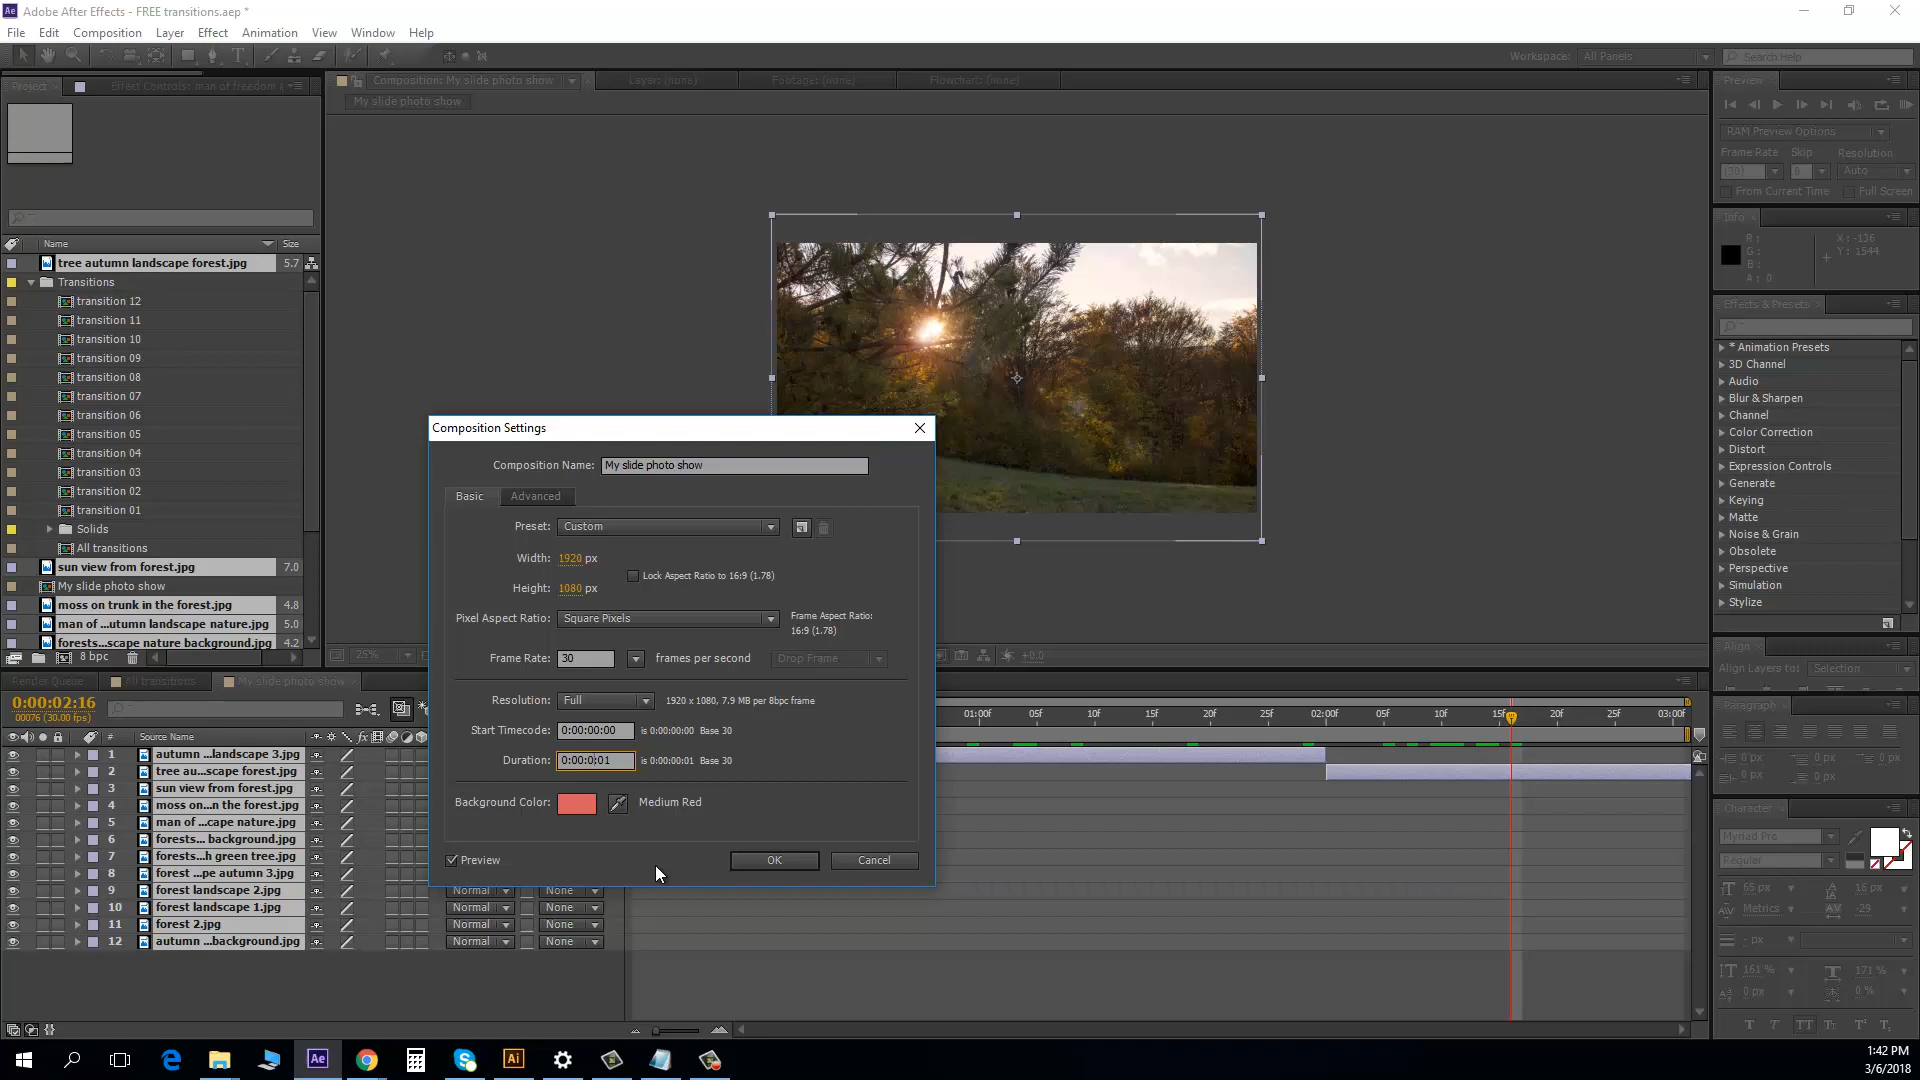 Adobe After Effects - FREE transitions.aep *
File Edit Composition Layer Effect Animation View Window Help
Workspace: All Panels Search Help
Project Effect Controls: man of freedom
Composition: My slide photo show Layer: (none) Footage: (none) Flowchart: (none)
My slide photo show
Preview
RAM Preview Options
Frame Rate Skip Resolution
(30) 0 Auto
From Current Time Full Screen
Info
R: X: -136
G: Y: 1544
B:
A: 0
Effects & Presets
* Animation Presets
3D Channel
Audio
Blur & Sharpen
Channel
Color Correction
Distort
Expression Controls
Generate
Keying
Matte
Noise & Grain
Obsolete
Perspective
Simulation
Stylize
Name Size
tree autumn landscape forest.jpg 5.7
Transitions
transition 12
transition 11
transition 10
transition 09
transition 08
transition 07
transition 06
transition 05
transition 04
transition 03
transition 02
transition 01
Solids
All transitions
sun view from forest.jpg 7.0
My slide photo show
moss on trunk in the forest.jpg 4.8
man of ...utumn landscape nature.jpg 5.0
forests...scape nature background.jpg 4.2
8 bpc
25%
+0.0
Composition Settings
Composition Name: My slide photo show
Basic Advanced
Preset: Custom
Width: 1920 px
Lock Aspect Ratio to 16:9 (1.78)
Height: 1080 px
Pixel Aspect Ratio: Square Pixels Frame Aspect Ratio:
16:9 (1.78)
Frame Rate: 30 frames per second Drop Frame
Resolution: Full 1920 x 1080, 7.9 MB per 8bpc frame
Start Timecode: 0:00:00:00 is 0:00:00:00 Base 30
Duration: 0:00:0:01 is 0:00:00:01 Base 30
Background Color: Medium Red
Preview OK Cancel
Render Queue All transitions My slide photo show
0:00:02:16
00076 (30.00 fps)
01:00f 05f 10f 15f 20f 25f 02:00f 05f 10f 15f 20f 25f 03:00f
# Source Name fx
1 autumn ...landscape 3.jpg
2 tree au...scape forest.jpg
3 sun view from forest.jpg
4 moss on...n the forest.jpg
5 man of ...cape nature.jpg
6 forests... background.jpg
7 forests...h green tree.jpg
8 forest ...pe autumn 3.jpg
9 forest landscape 2.jpg Normal None
10 forest landscape 1.jpg Normal None
11 forest 2.jpg Normal None
12 autumn ...background.jpg Normal None
Align
Align Layers to: Selection
Paragraph
0 px 0 px 0 px
0 px 0 px
Character
Myriad Pro
Regular
65 px 16 px
Metrics -29
- px
161 % 171 %
0 px 0 %
T T TT Tt T¹ T₁
Ae
Ai
1:42 PM
3/6/2018